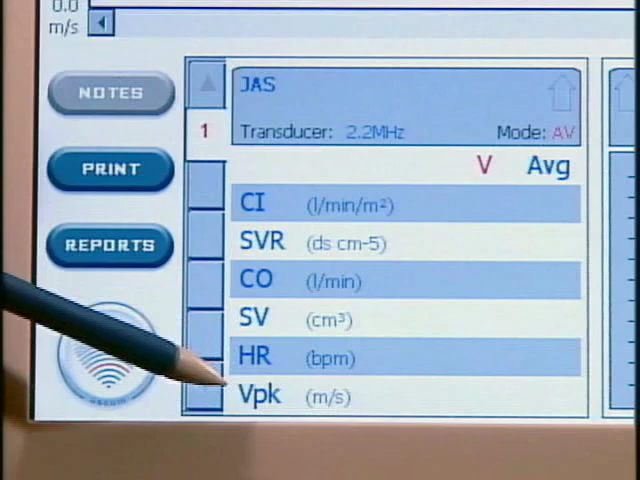 0.0
m/s
NOTES
PRINT
REPORTS
1
JAS
Transducer: 2.2MHz Mode: AV
V Avg
CI (l/min/m²)
SVR (ds cm-5)
CO (l/min)
SV (cm³)
HR (bpm)
Vpk (m/s)